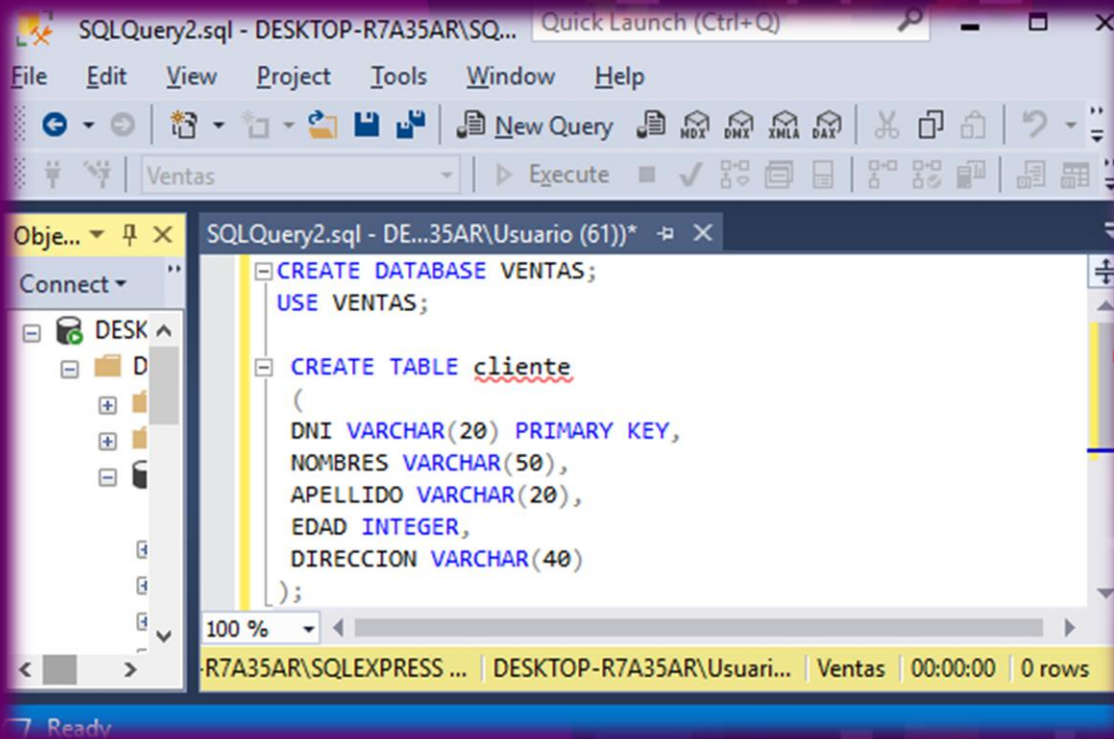 SQLQuery2.sql - DESKTOP-R7A35AR\SQ...
Quick Launch (Ctrl+Q)
File Edit View Project Tools Window Help
New Query MDX DMX XMLA DAX
Ventas Execute
Obje...
SQLQuery2.sql - DE...35AR\Usuario (61))*
Connect
DESK
D
CREATE DATABASE VENTAS;
USE VENTAS;
CREATE TABLE cliente
(
DNI VARCHAR(20) PRIMARY KEY,
NOMBRES VARCHAR(50),
APELLIDO VARCHAR(20),
EDAD INTEGER,
DIRECCION VARCHAR(40)
);
100 %
-R7A35AR\SQLEXPRESS ... DESKTOP-R7A35AR\Usuari... Ventas 00:00:00 0 rows
Ready